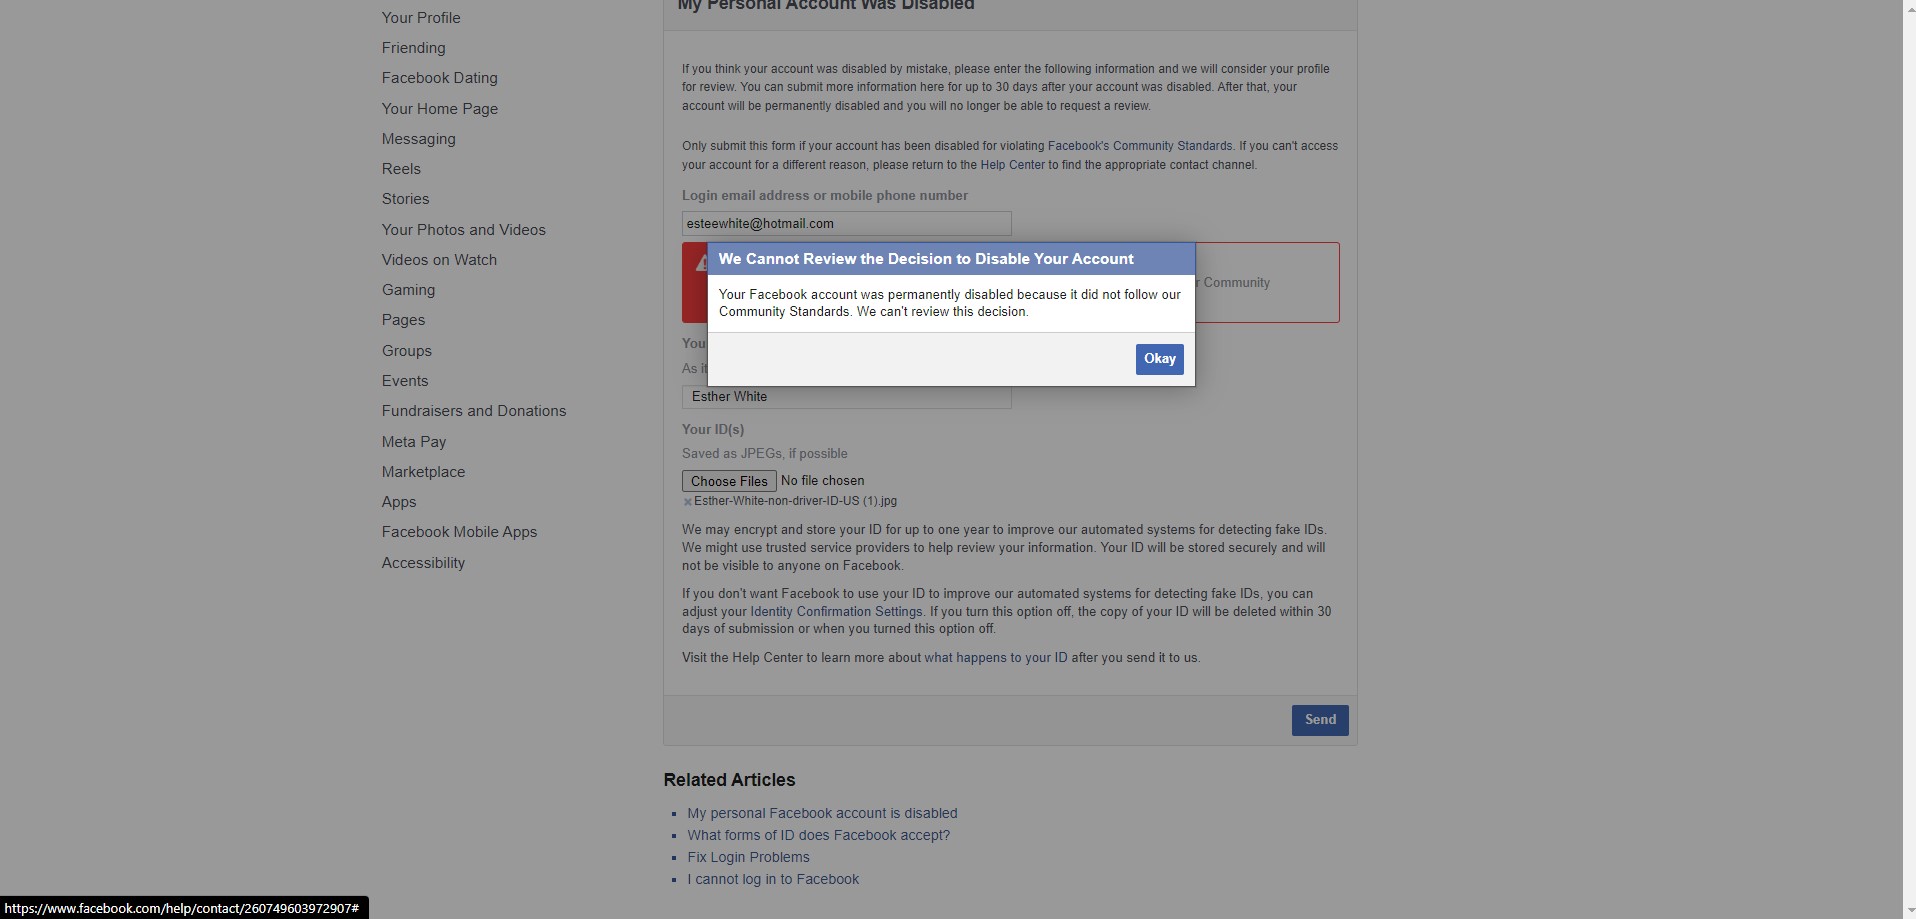 Your Profile
Friending
Facebook Dating
Your Home Page
Messaging
Reels
Stories
Your Photos and Videos
Videos on Watch
Gaming
Pages
Groups
Events
Fundraisers and Donations
Meta Pay
Marketplace
Apps
Facebook Mobile Apps
Accessibility
My Personal Account Was Disabled
If you think your account was disabled by mistake, please enter the following information and we will consider your profile
for review. You can submit more information here for up to 30 days after your account was disabled. After that, your
account will be permanently disabled and you will no longer be able to request a review.
Only submit this form if your account has been disabled for violating Facebook's Community Standards. If you can't access
your account for a different reason, please return to the Help Center to find the appropriate contact channel.
Login email address or mobile phone number
esteewhite@hotmail.com
We Cannot Review the Decision to Disable Your Account
Your Facebook account was permanently disabled because it did not follow our
Community Standards. We can't review this decision.
Okay
Community
You
As it
Esther White
Your ID(s)
Saved as JPEGs, if possible
Choose Files No file chosen
Esther-White-non-driver-ID-US (1).jpg
We may encrypt and store your ID for up to one year to improve our automated systems for detecting fake IDs.
We might use trusted service providers to help review your information. Your ID will be stored securely and will
not be visible to anyone on Facebook.
If you don't want Facebook to use your ID to improve our automated systems for detecting fake IDs, you can
adjust your Identity Confirmation Settings. If you turn this option off, the copy of your ID will be deleted within 30
days of submission or when you turned this option off.
Visit the Help Center to learn more about what happens to your ID after you send it to us.
Send
Related Articles
My personal Facebook account is disabled
What forms of ID does Facebook accept?
Fix Login Problems
I cannot log in to Facebook
https://www.facebook.com/help/contact/260749603972907#